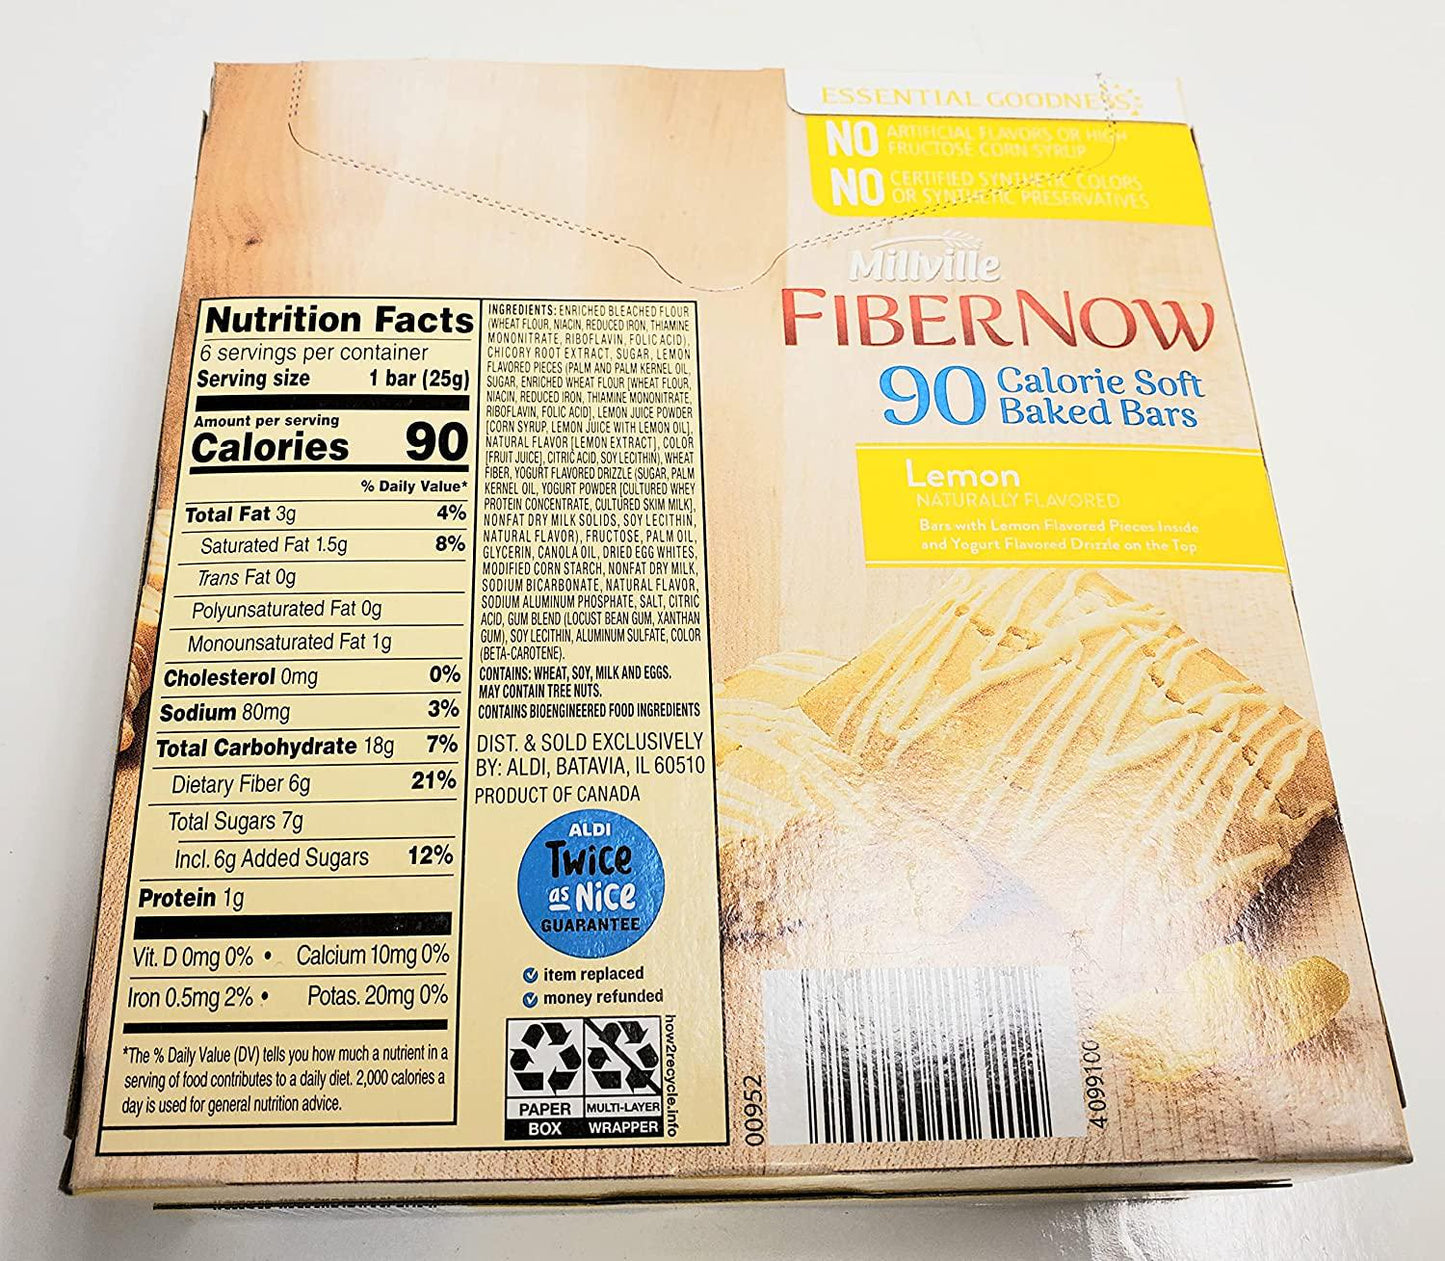 ESSENTIAL GOODNESS
NO ARTIFICIAL FLAVORS OR HIGH
FRUCTOSE CORN SYRUP
NO CERTIFIED SYNTHETIC COLORS
OR SYNTHETIC PRESERVATIVES
Millville
FIBERNOW
90 Calorie Soft
Baked Bars
Lemon
NATURALLY FLAVORED
Bars with Lemon Flavored Pieces Inside
and Yogurt Flavored Drizzle on the Top
Nutrition Facts
6 servings per container
Serving size 1 bar (25g)
Amount per serving
Calories 90
% Daily Value*
Total Fat 3g 4%
Saturated Fat 1.5g 8%
Trans Fat 0g
Polyunsaturated Fat 0g
Monounsaturated Fat 1g
Cholesterol 0mg 0%
Sodium 80mg 3%
Total Carbohydrate 18g 7%
Dietary Fiber 6g 21%
Total Sugars 7g
Incl. 6g Added Sugars 12%
Protein 1g
Vit. D 0mg 0% • Calcium 10mg 0%
Iron 0.5mg 2% • Potas. 20mg 0%
*The % Daily Value (DV) tells you how much a nutrient in a
serving of food contributes to a daily diet. 2,000 calories a
day is used for general nutrition advice.
INGREDIENTS: ENRICHED BLEACHED FLOUR
(WHEAT FLOUR, NIACIN, REDUCED IRON, THIAMINE
MONONITRATE, RIBOFLAVIN, FOLIC ACID),
CHICORY ROOT EXTRACT, SUGAR, LEMON
FLAVORED PIECES (PALM AND PALM KERNEL OIL,
SUGAR, ENRICHED WHEAT FLOUR [WHEAT FLOUR,
NIACIN, REDUCED IRON, THIAMINE MONONITRATE,
RIBOFLAVIN, FOLIC ACID], LEMON JUICE POWDER
[CORN SYRUP, LEMON JUICE WITH LEMON OIL],
NATURAL FLAVOR [LEMON EXTRACT], COLOR
[FRUIT JUICE], CITRIC ACID, SOY LECITHIN), WHEAT
FIBER, YOGURT FLAVORED DRIZZLE (SUGAR, PALM
KERNEL OIL, YOGURT POWDER [CULTURED WHEY
PROTEIN CONCENTRATE, CULTURED SKIM MILK],
NONFAT DRY MILK SOLIDS, SOY LECITHIN,
NATURAL FLAVOR), FRUCTOSE, PALM OIL,
GLYCERIN, CANOLA OIL, DRIED EGG WHITES,
MODIFIED CORN STARCH, NONFAT DRY MILK,
SODIUM BICARBONATE, NATURAL FLAVOR,
SODIUM ALUMINUM PHOSPHATE, SALT, CITRIC
ACID, GUM BLEND (LOCUST BEAN GUM, XANTHAN
GUM), SOY LECITHIN, ALUMINUM SULFATE, COLOR
(BETA-CAROTENE).
CONTAINS: WHEAT, SOY, MILK AND EGGS.
MAY CONTAIN TREE NUTS.
CONTAINS BIOENGINEERED FOOD INGREDIENTS
DIST. & SOLD EXCLUSIVELY
BY: ALDI, BATAVIA, IL 60510
PRODUCT OF CANADA
ALDI
TWiCe
as Nice
GUARANTEE
item replaced
money refunded
PAPER
BOX
MULTI-LAYER
WRAPPER
how2recycle.info
00952
4 099100